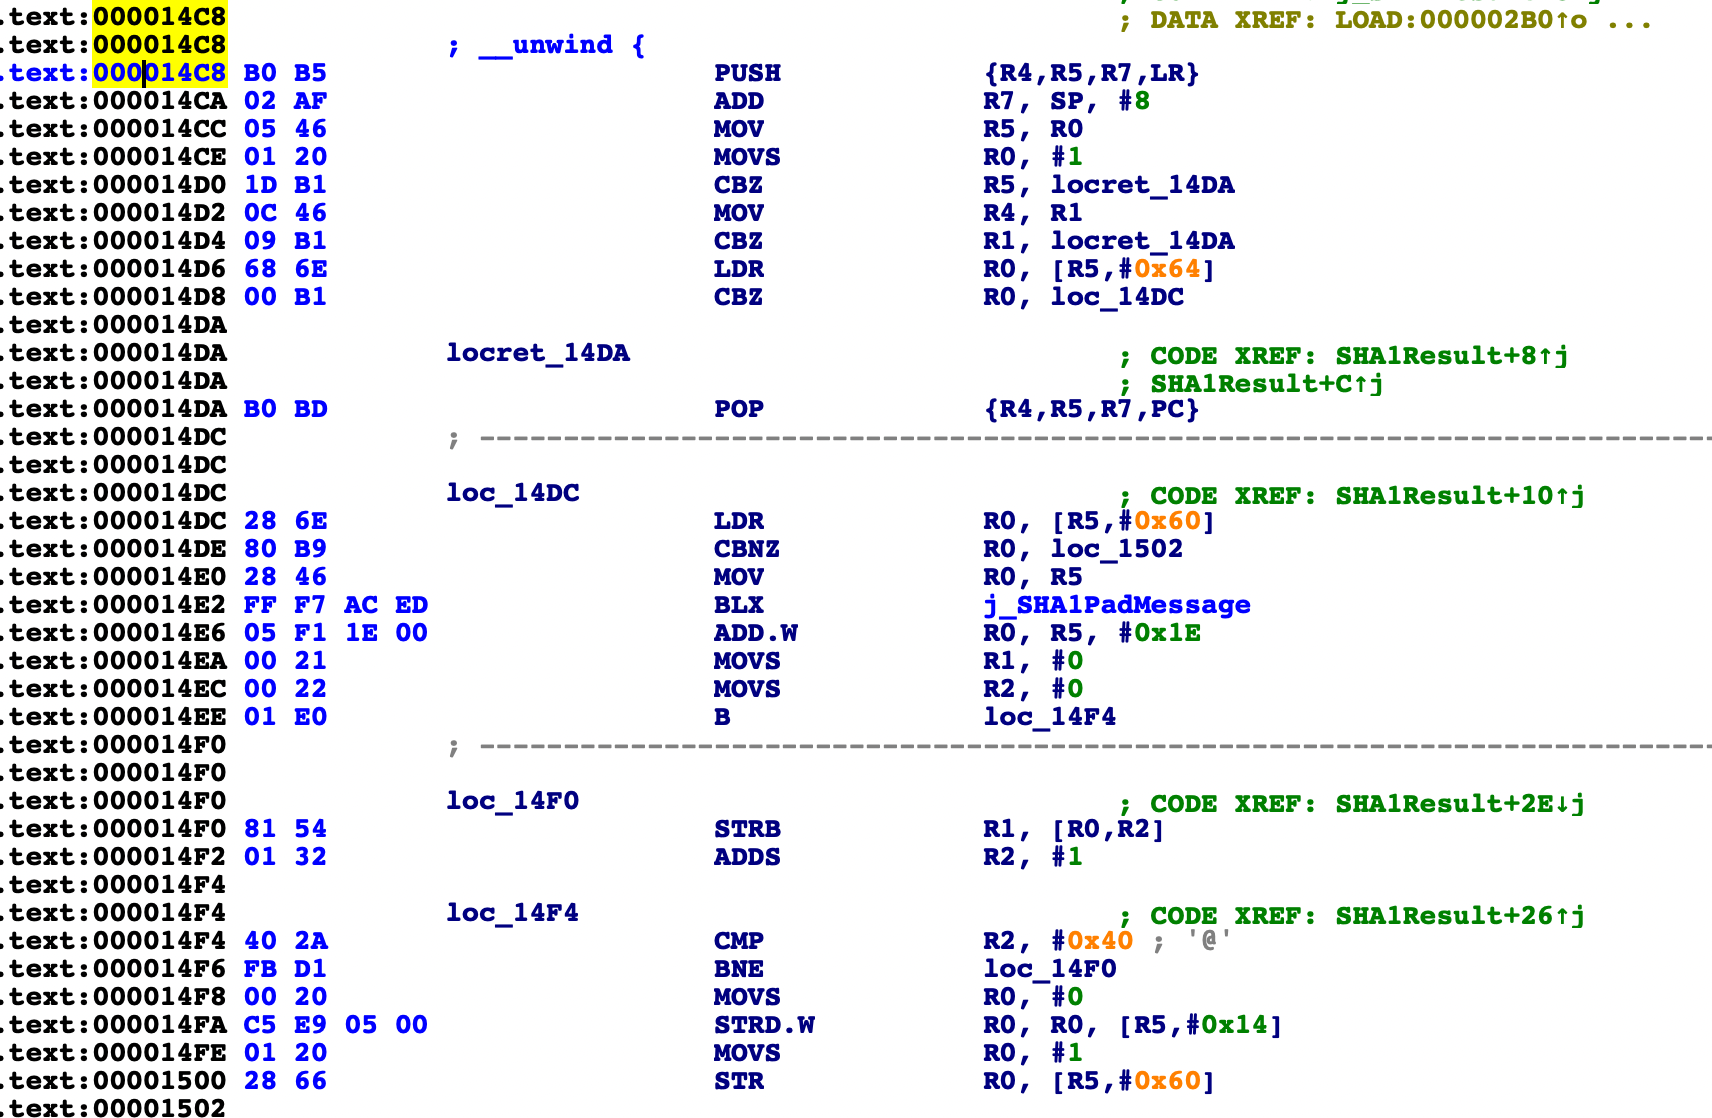 .text:000014C8 ; DATA XREF: LOAD:000002B0↑o ...
.text:000014C8 ; __unwind {
.text:000014C8 B0 B5 PUSH {R4,R5,R7,LR}
.text:000014CA 02 AF ADD R7, SP, #8
.text:000014CC 05 46 MOV R5, R0
.text:000014CE 01 20 MOVS R0, #1
.text:000014D0 1D B1 CBZ R5, locret_14DA
.text:000014D2 0C 46 MOV R4, R1
.text:000014D4 09 B1 CBZ R1, locret_14DA
.text:000014D6 68 6E LDR R0, [R5,#0x64]
.text:000014D8 00 B1 CBZ R0, loc_14DC
.text:000014DA
.text:000014DA locret_14DA ; CODE XREF: SHA1Result+8↑j
.text:000014DA ; SHA1Result+C↑j
.text:000014DA B0 BD POP {R4,R5,R7,PC}
.text:000014DC ; ---------------------------------------------------------------------------
.text:000014DC
.text:000014DC loc_14DC ; CODE XREF: SHA1Result+10↑j
.text:000014DC 28 6E LDR R0, [R5,#0x60]
.text:000014DE 80 B9 CBNZ R0, loc_1502
.text:000014E0 28 46 MOV R0, R5
.text:000014E2 FF F7 AC ED BLX j_SHA1PadMessage
.text:000014E6 05 F1 1E 00 ADD.W R0, R5, #0x1E
.text:000014EA 00 21 MOVS R1, #0
.text:000014EC 00 22 MOVS R2, #0
.text:000014EE 01 E0 B loc_14F4
.text:000014F0 ; ---------------------------------------------------------------------------
.text:000014F0
.text:000014F0 loc_14F0 ; CODE XREF: SHA1Result+2E↓j
.text:000014F0 81 54 STRB R1, [R0,R2]
.text:000014F2 01 32 ADDS R2, #1
.text:000014F4
.text:000014F4 loc_14F4 ; CODE XREF: SHA1Result+26↑j
.text:000014F4 40 2A CMP R2, #0x40 ; '@'
.text:000014F6 FB D1 BNE loc_14F0
.text:000014F8 00 20 MOVS R0, #0
.text:000014FA C5 E9 05 00 STRD.W R0, R0, [R5,#0x14]
.text:000014FE 01 20 MOVS R0, #1
.text:00001500 28 66 STR R0, [R5,#0x60]
.text:00001502